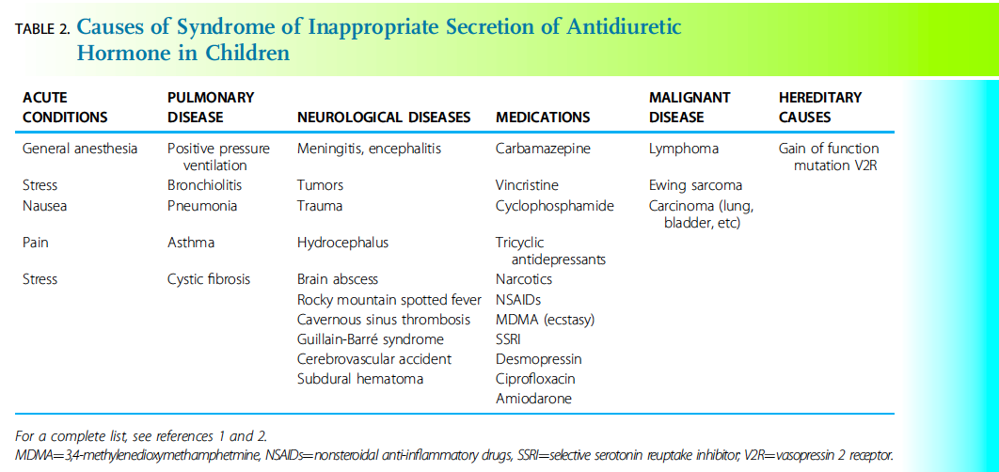 TABLE 2. Causes of Syndrome of Inappropriate Secretion of Antidiuretic
Hormone in Children
ACUTE CONDITIONS PULMONARY DISEASE NEUROLOGICAL DISEASES MEDICATIONS MALIGNANT DISEASE HEREDITARY CAUSES
General anesthesia Positive pressure ventilation Meningitis, encephalitis Carbamazepine Lymphoma Gain of function mutation V2R
Stress Bronchiolitis Tumors Vincristine Ewing sarcoma
Nausea Pneumonia Trauma Cyclophosphamide Carcinoma (lung, bladder, etc)
Pain Asthma Hydrocephalus Tricyclic antidepressants
Stress Cystic fibrosis Brain abscess Narcotics
Rocky mountain spotted fever NSAIDs
Cavernous sinus thrombosis MDMA (ecstasy)
Guillain-Barré syndrome SSRI
Cerebrovascular accident Desmopressin
Subdural hematoma Ciprofloxacin
Amiodarone
For a complete list, see references 1 and 2.
MDMA=3,4-methylenedioxymethamphetmine, NSAIDs=nonsteroidal anti-inflammatory drugs, SSRI=selective serotonin reuptake inhibitor, V2R=vasopressin 2 receptor.